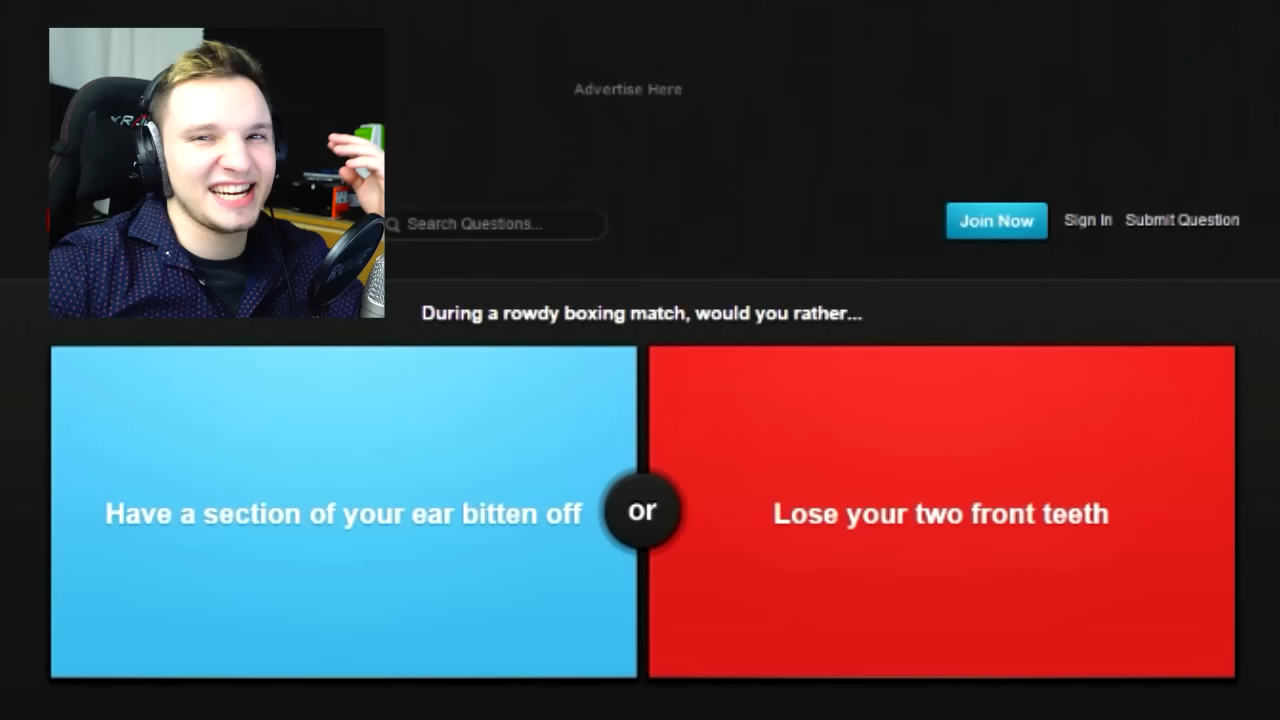 Advertise Here
Search Questions...
Join Now
Sign In
Submit Question
During a rowdy boxing match, would you rather...
Have a section of your ear bitten off
or
Lose your two front teeth